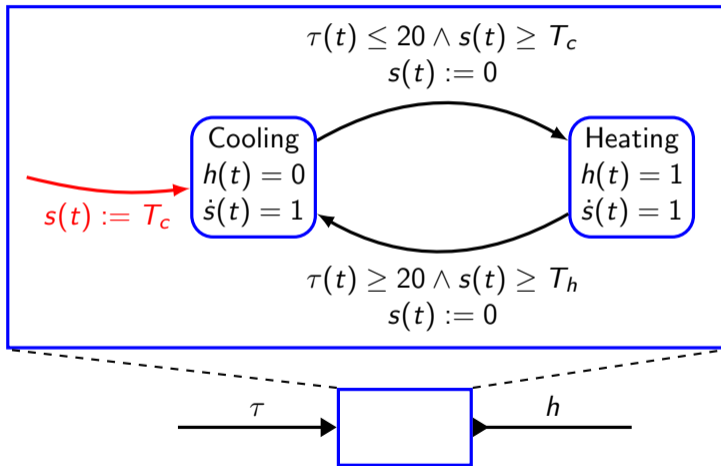 τ(t) ≤ 20 ∧ s(t) ≥ T_c
s(t) := 0
Cooling
h(t) = 0
ṡ(t) = 1
Heating
h(t) = 1
ṡ(t) = 1
s(t) := T_c
τ(t) ≥ 20 ∧ s(t) ≥ T_h
s(t) := 0
τ
h